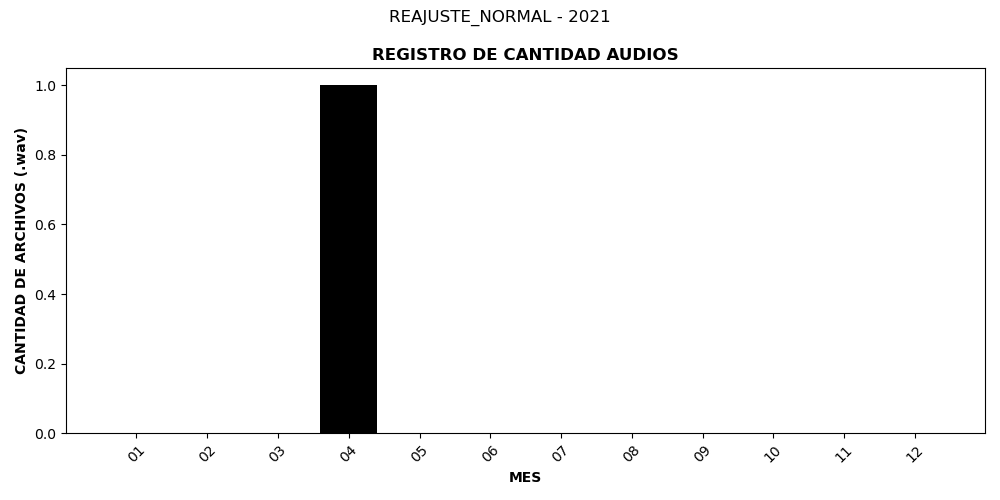 REAJUSTE_NORMAL - 2021
REGISTRO DE CANTIDAD AUDIOS
CANTIDAD DE ARCHIVOS (.wav)
1.0
0.8
0.6
0.4
0.2
0.0
01 02 03 04 05 06 07 08 09 10 11 12
MES